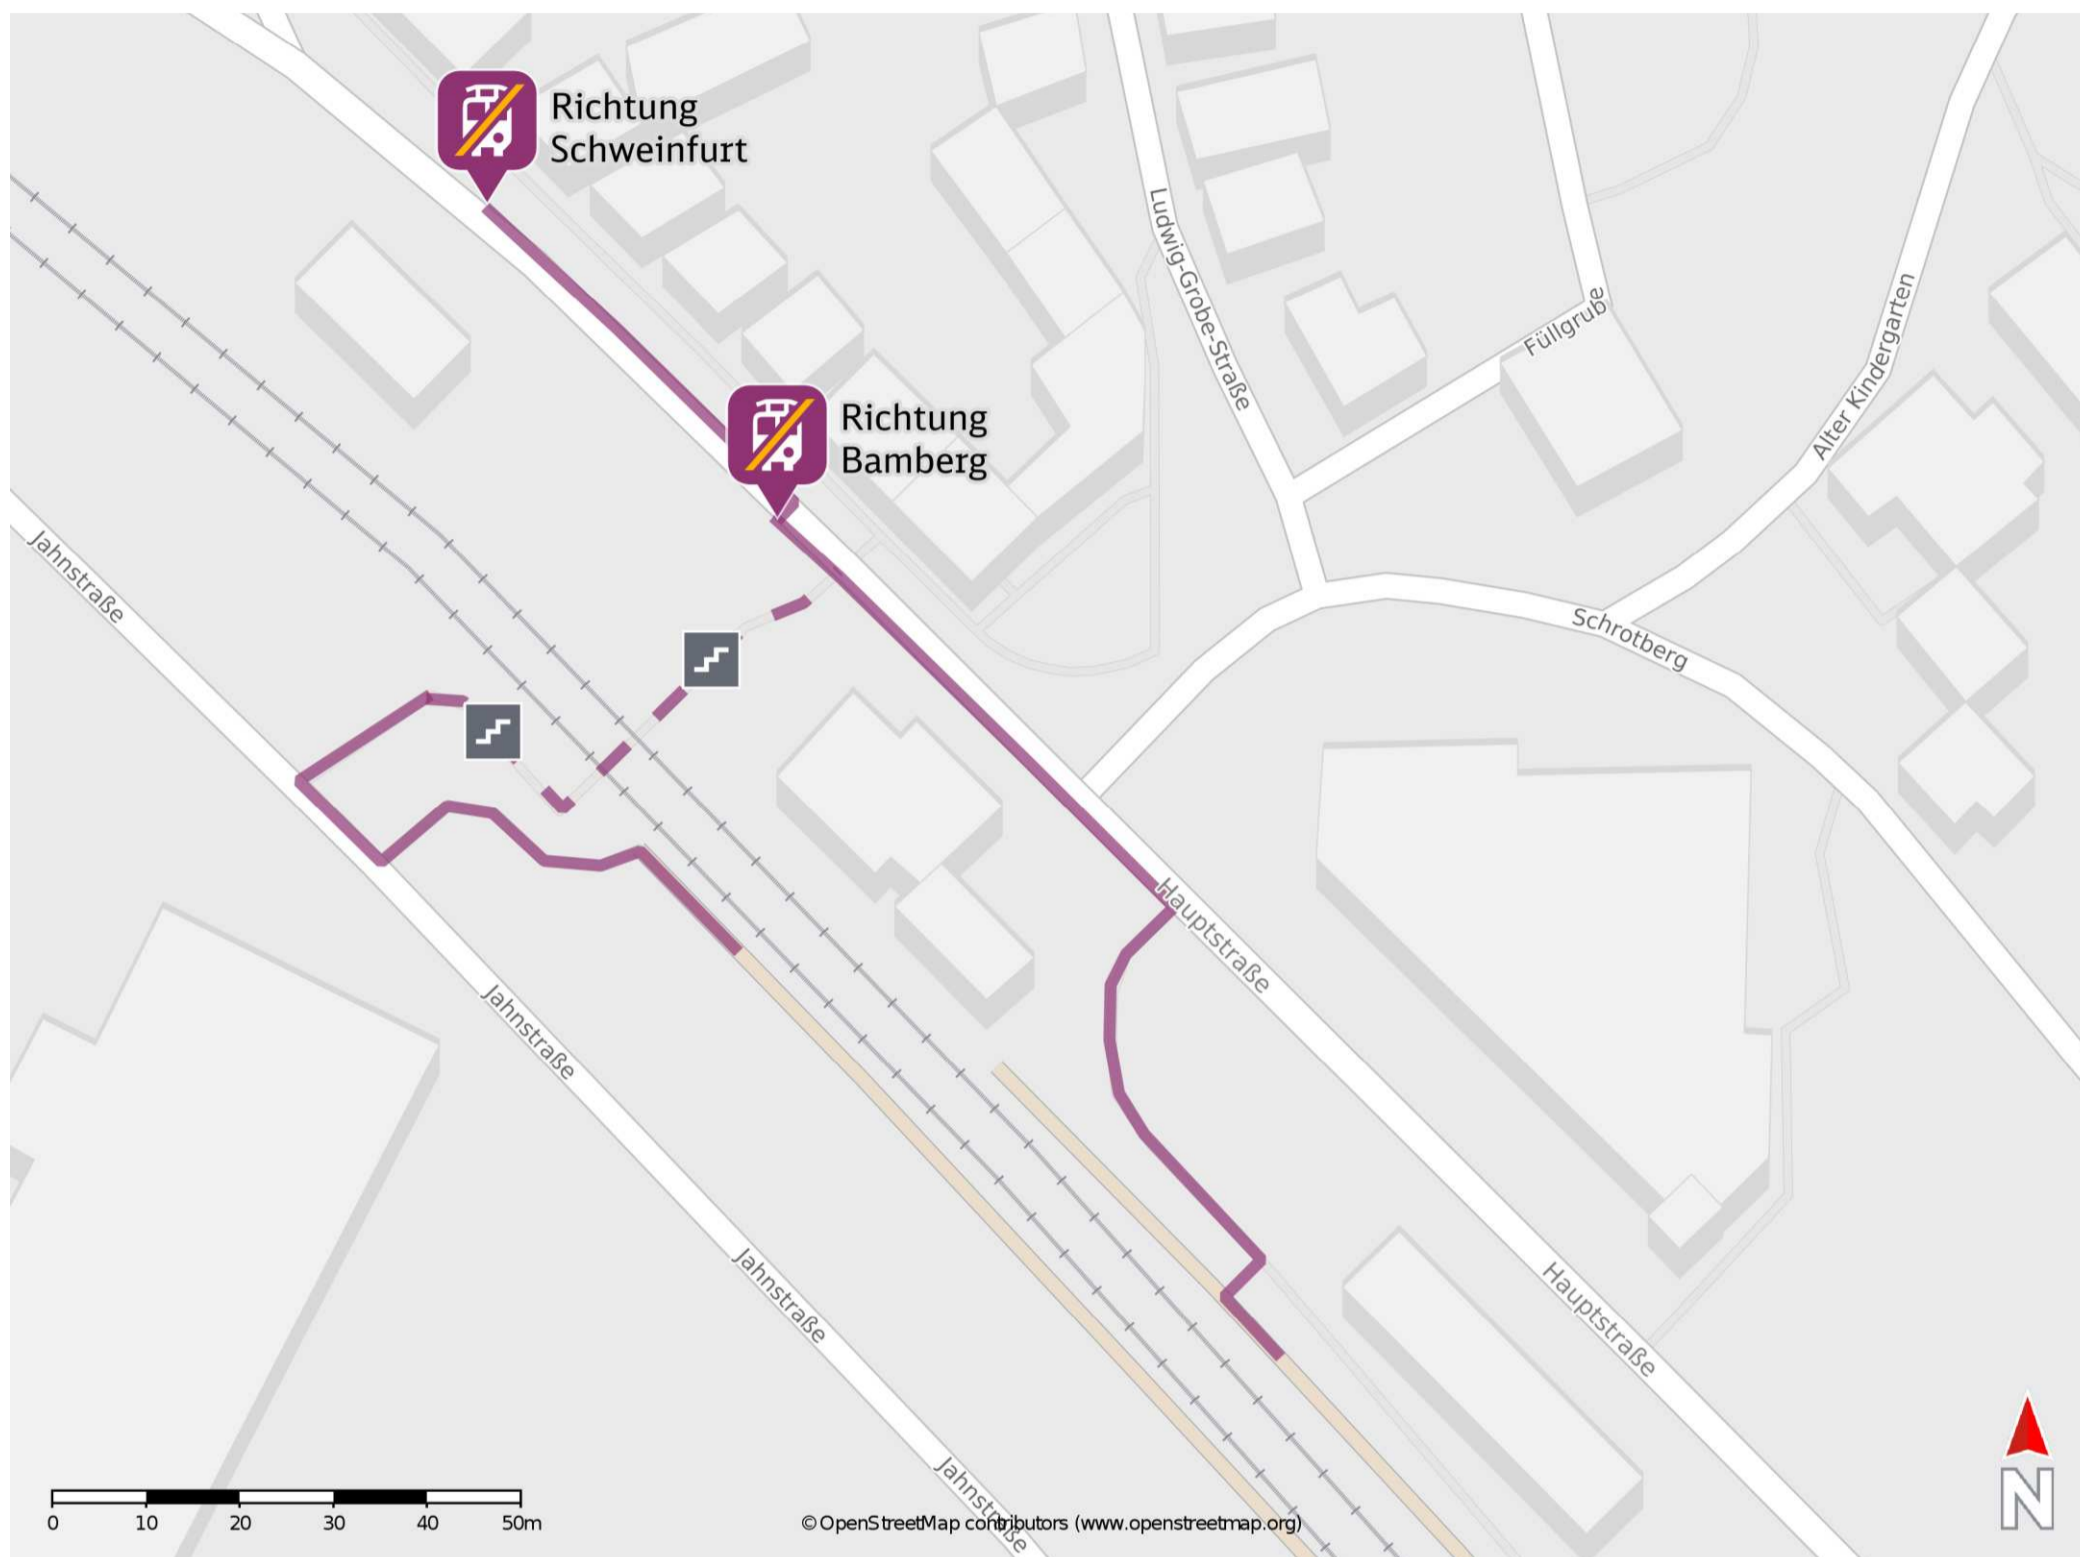 Richtung
Schweinfurt
Richtung
Bamberg
Ludwig-Grobe-Straße
Füllgrube
Alter Kindergarten
Schrotberg
Jahnstraße
Hauptstraße
Jahnstraße
Jahnstraße
Hauptstraße
Jahnstraße
0 10 20 30 40 50m
© OpenStreetMap contributors (www.openstreetmap.org)
N